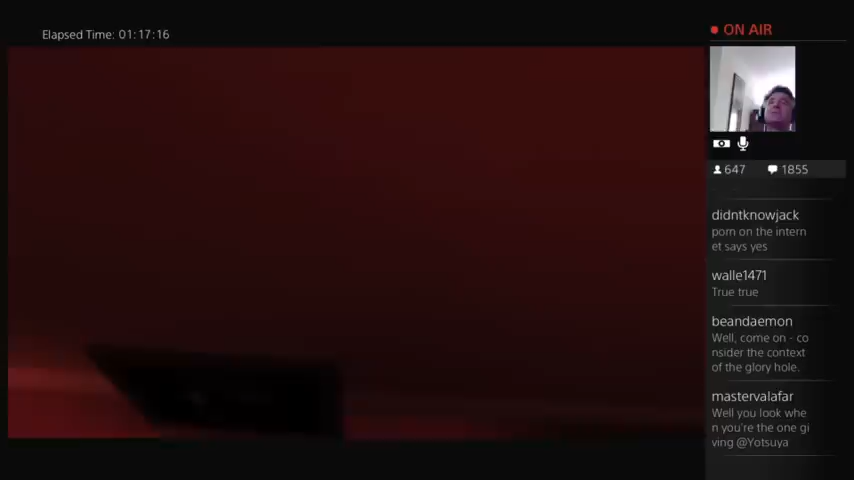 Elapsed Time: 01:17:16
ON AIR
647 1855
didntknowjack
porn on the intern
et says yes
walle1471
True true
beandaemon
Well, come on - co
nsider the context
of the glory hole.
mastervalafar
Well you look whe
n you're the one gi
ving @Yotsuya